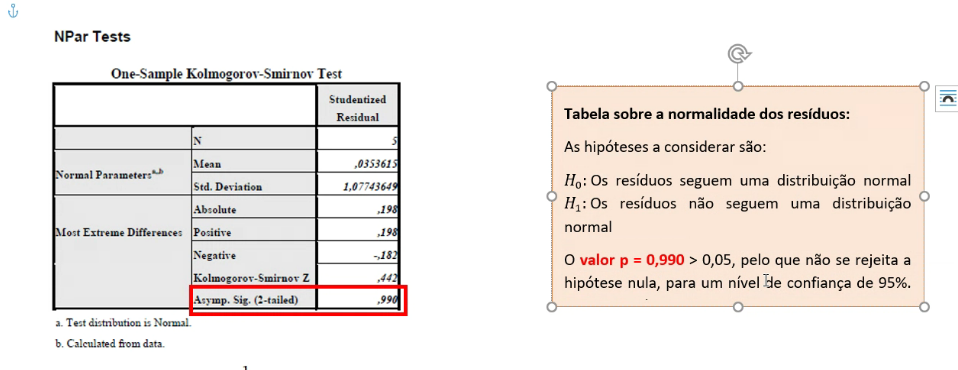 NPar Tests
One-Sample Kolmogorov-Smirnov Test
Studentized
Residual
N 5
Normal Parameters a,,b Mean ,0353615
Std. Deviation 1,07743649
Most Extreme Differences Absolute ,198
Positive ,198
Negative -,182
Kolmogorov-Smirnov Z ,442
Asymp. Sig. (2-tailed) ,990
a. Test distribution is Normal.
b. Calculated from data.
Tabela sobre a normalidade dos resíduos:
As hipóteses a considerar são:
H₀: Os resíduos seguem uma distribuição normal
H₁: Os resíduos não seguem uma distribuição
normal
O valor p = 0,990 > 0,05, pelo que não se rejeita a
hipótese nula, para um nível de confiança de 95%.